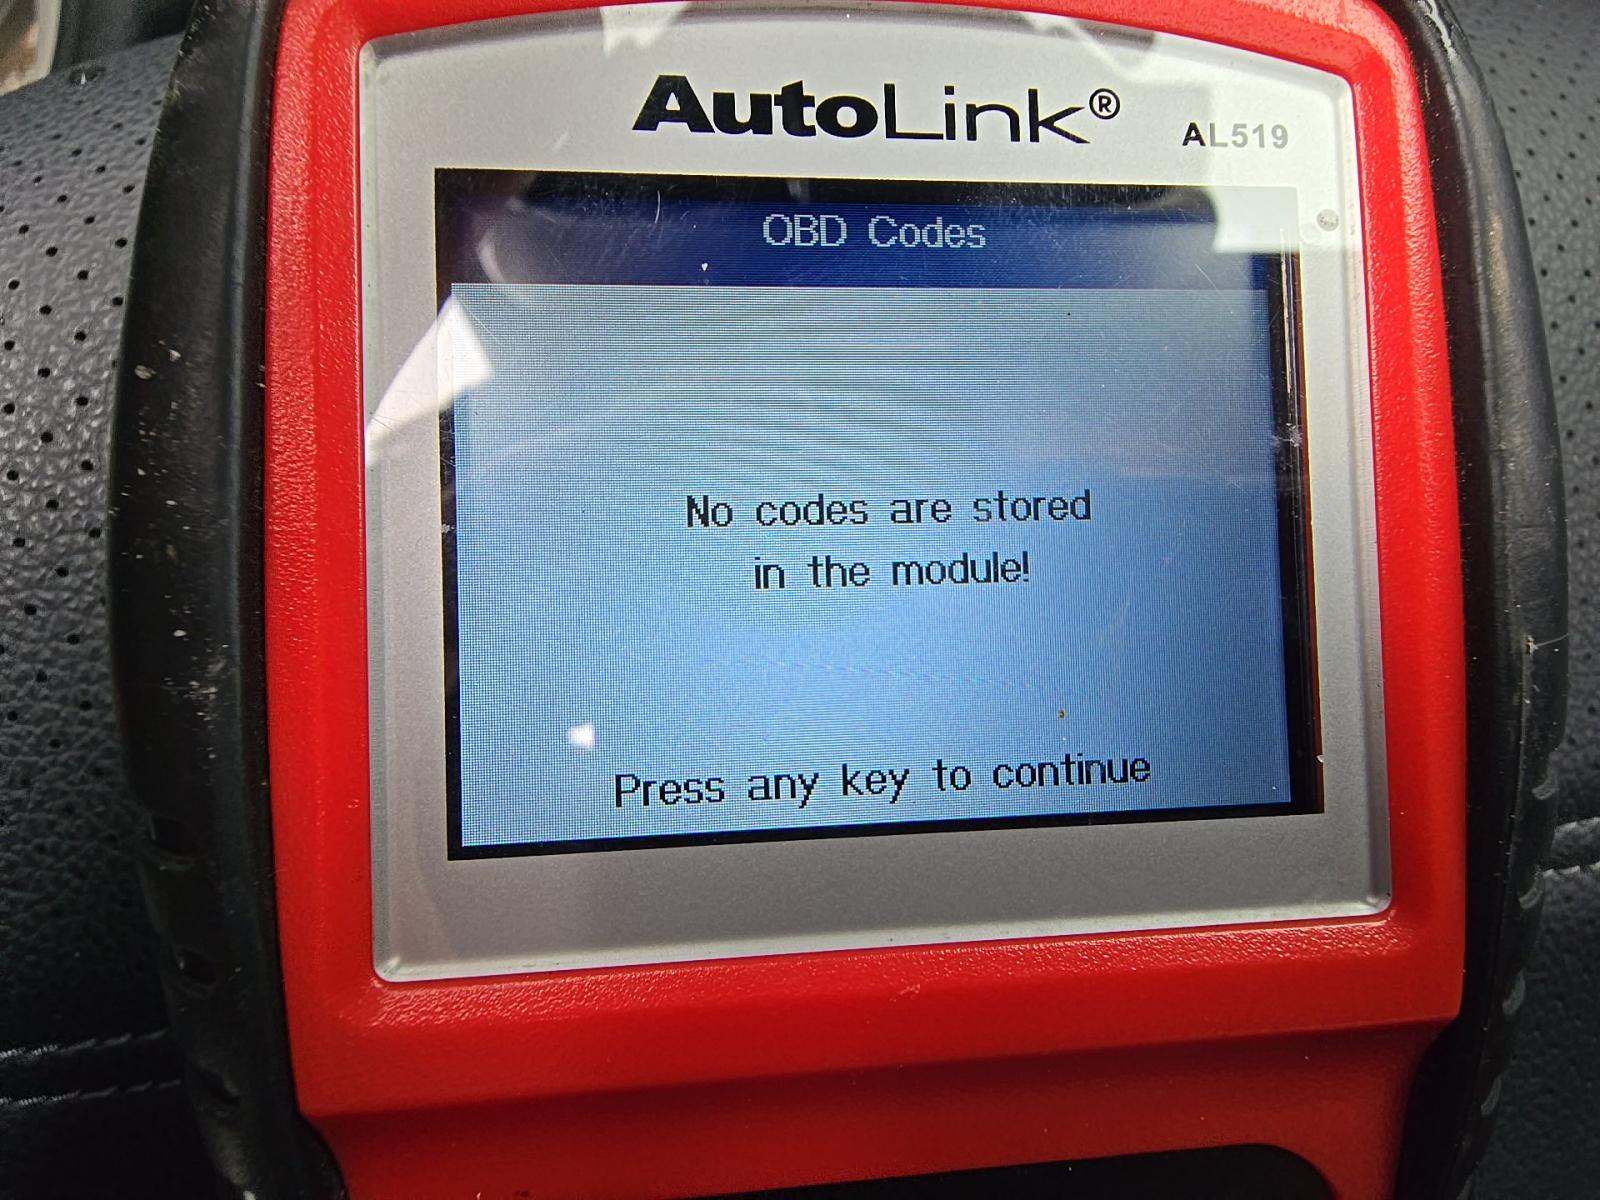 AutoLink®
AL519
OBD Codes
No codes are stored
in the module!
Press any key to continue